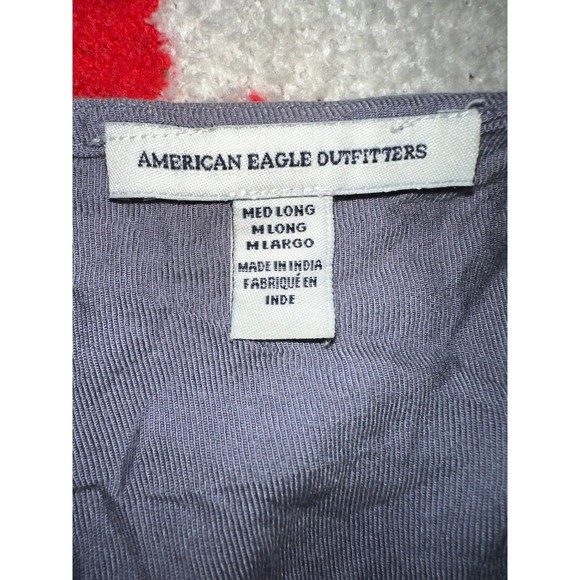 AMERICAN EAGLE OUTFITTERS
MED LONG
M LONG
M LARGO
MADE IN INDIA
FABRIQUÉ EN
INDE